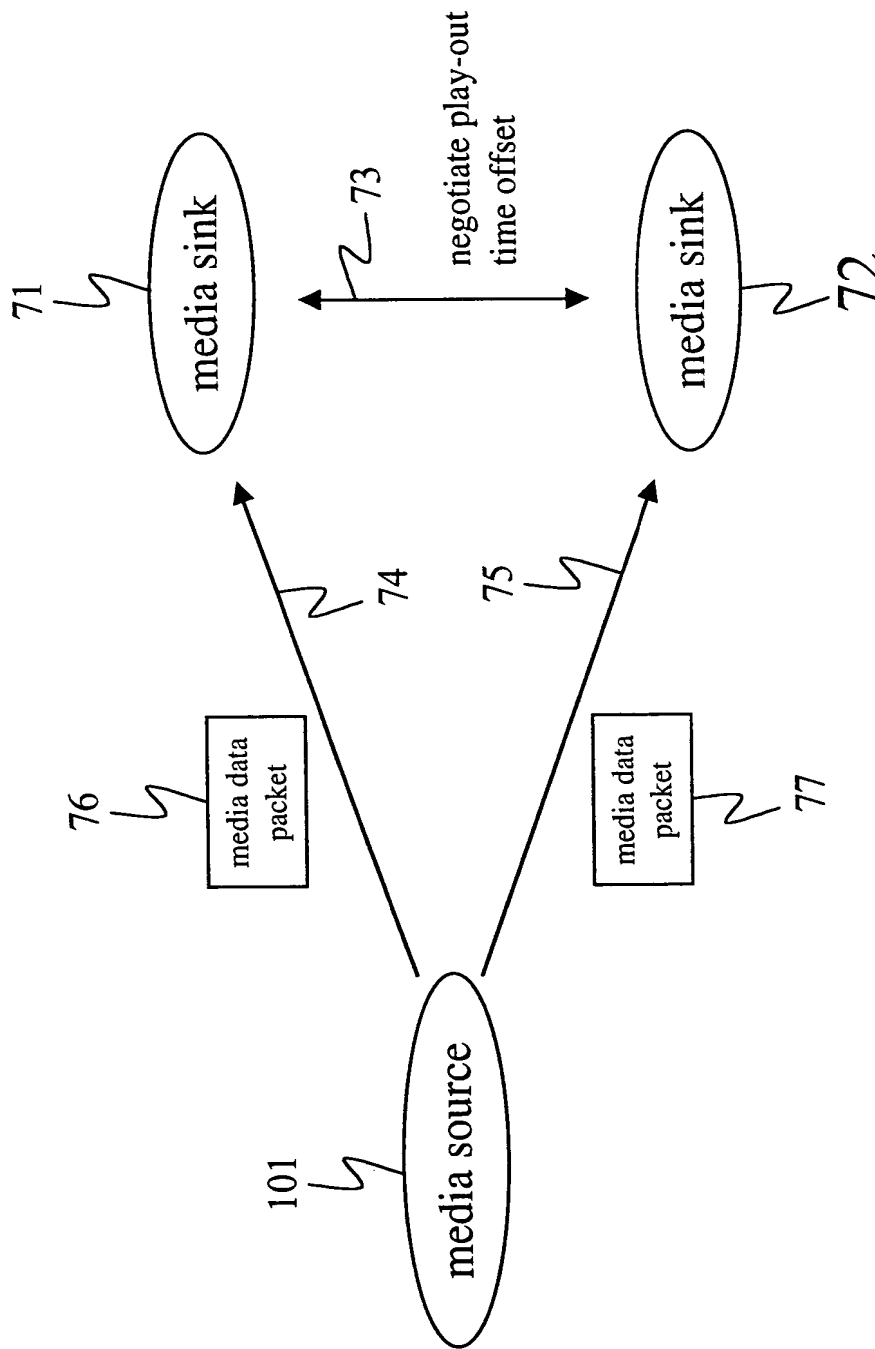 71
media sink
76
media data
packet
74
73
101
media source
negotiate play-out
time offset
75
media data
packet
77
media sink
72